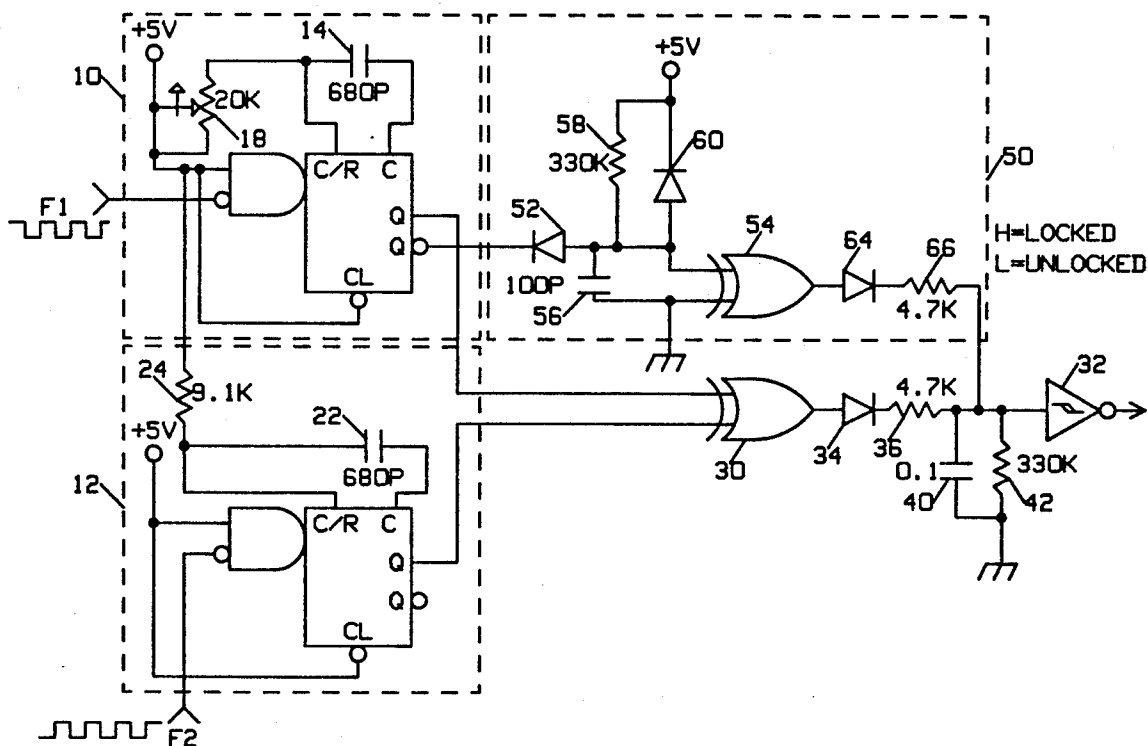 +5V
14
10
20K
680P
18
C/R C
F1
Q
Q
CL
+5V
58
60
330K
50
52
54
64
66
H=LOCKED
L=UNLOCKED
100P
56
4.7K
24
9.1K
22
+5V
680P
12
C/R C
Q
Q
CL
F2
4.7K
32
30
34
36
0.1
330K
40
42